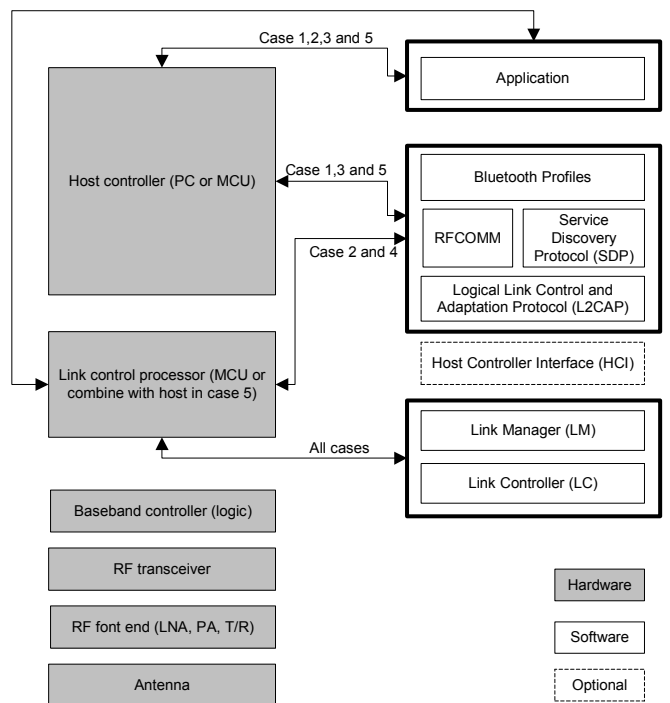 Case 1,2,3 and 5
Application
Host controller (PC or MCU)
Case 1,3 and 5
Bluetooth Profiles
RFCOMM
Service
Discovery
Protocol (SDP)
Case 2 and 4
Logical Link Control and
Adaptation Protocol (L2CAP)
Host Controller Interface (HCI)
Link control processor (MCU or
combine with host in case 5)
All cases
Link Manager (LM)
Link Controller (LC)
Baseband controller (logic)
RF transceiver
RF font end (LNA, PA, T/R)
Antenna
Hardware
Software
Optional